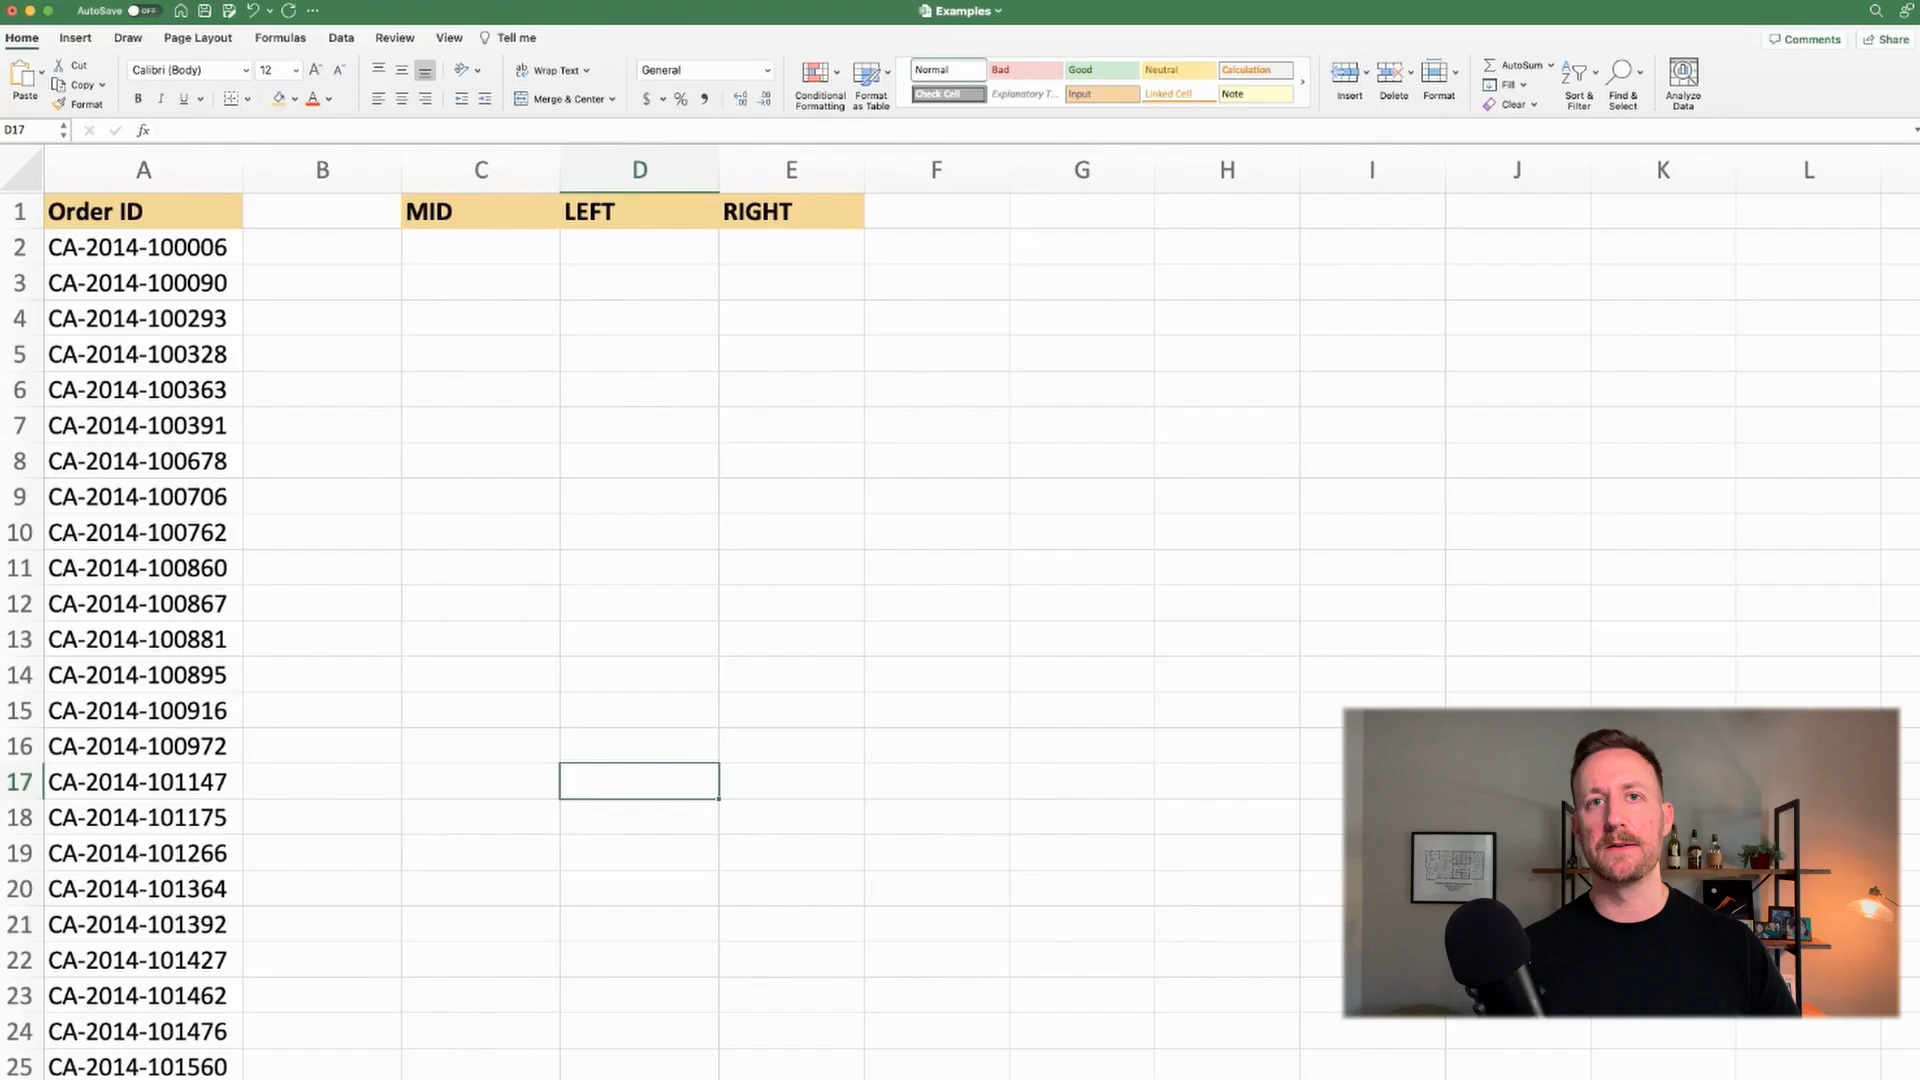 AutoSave OFF ... Examples
Home Insert Draw Page Layout Formulas Data Review View Tell me Comments Share
Paste Cut Copy Format
Calibri (Body) 12
B I U
Wrap Text
Merge & Center
General
$ % ,
Conditional Formatting
Format as Table
Normal Bad Good Neutral Calculation
Check Cell Explanatory T... Input Linked Cell Note
Insert Delete Format
AutoSum
Fill
Clear
Sort & Filter
Find & Select
Analyze Data
D17 fx
A B C D E F G H I J K L
1 Order ID MID LEFT RIGHT
2 CA-2014-100006
3 CA-2014-100090
4 CA-2014-100293
5 CA-2014-100328
6 CA-2014-100363
7 CA-2014-100391
8 CA-2014-100678
9 CA-2014-100706
10 CA-2014-100762
11 CA-2014-100860
12 CA-2014-100867
13 CA-2014-100881
14 CA-2014-100895
15 CA-2014-100916
16 CA-2014-100972
17 CA-2014-101147
18 CA-2014-101175
19 CA-2014-101266
20 CA-2014-101364
21 CA-2014-101392
22 CA-2014-101427
23 CA-2014-101462
24 CA-2014-101476
25 CA-2014-101560